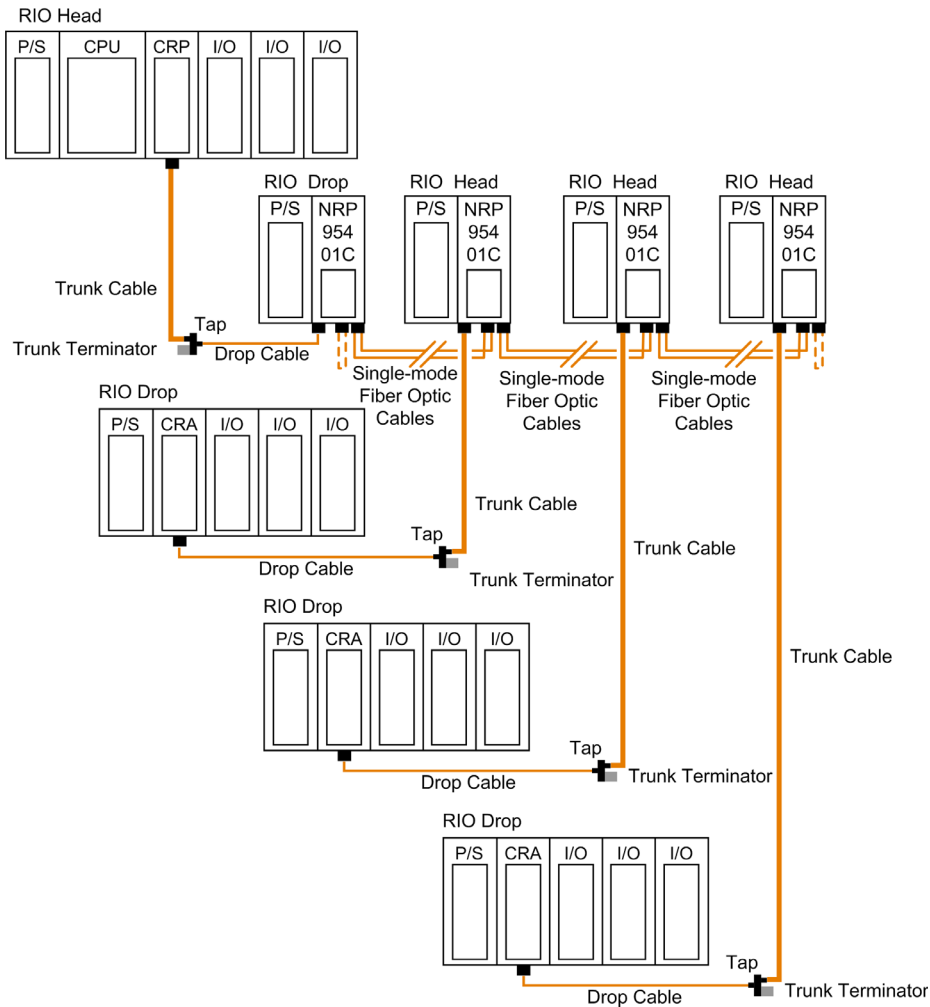 RIO Head
P/S CPU CRP I/O I/O I/O
RIO Drop
P/S NRP 954 01C
RIO Head
P/S NRP 954 01C
RIO Head
P/S NRP 954 01C
RIO Head
P/S NRP 954 01C
Trunk Cable
Tap
Trunk Terminator
Drop Cable
Single-mode
Fiber Optic
Cables
Single-mode
Fiber Optic
Cables
Single-mode
Fiber Optic
Cables
RIO Drop
P/S CRA I/O I/O I/O
Trunk Cable
Tap
Drop Cable
Trunk Terminator
Trunk Cable
RIO Drop
P/S CRA I/O I/O I/O
Trunk Cable
Tap
Drop Cable
Trunk Terminator
RIO Drop
P/S CRA I/O I/O I/O
Tap
Drop Cable
Trunk Terminator